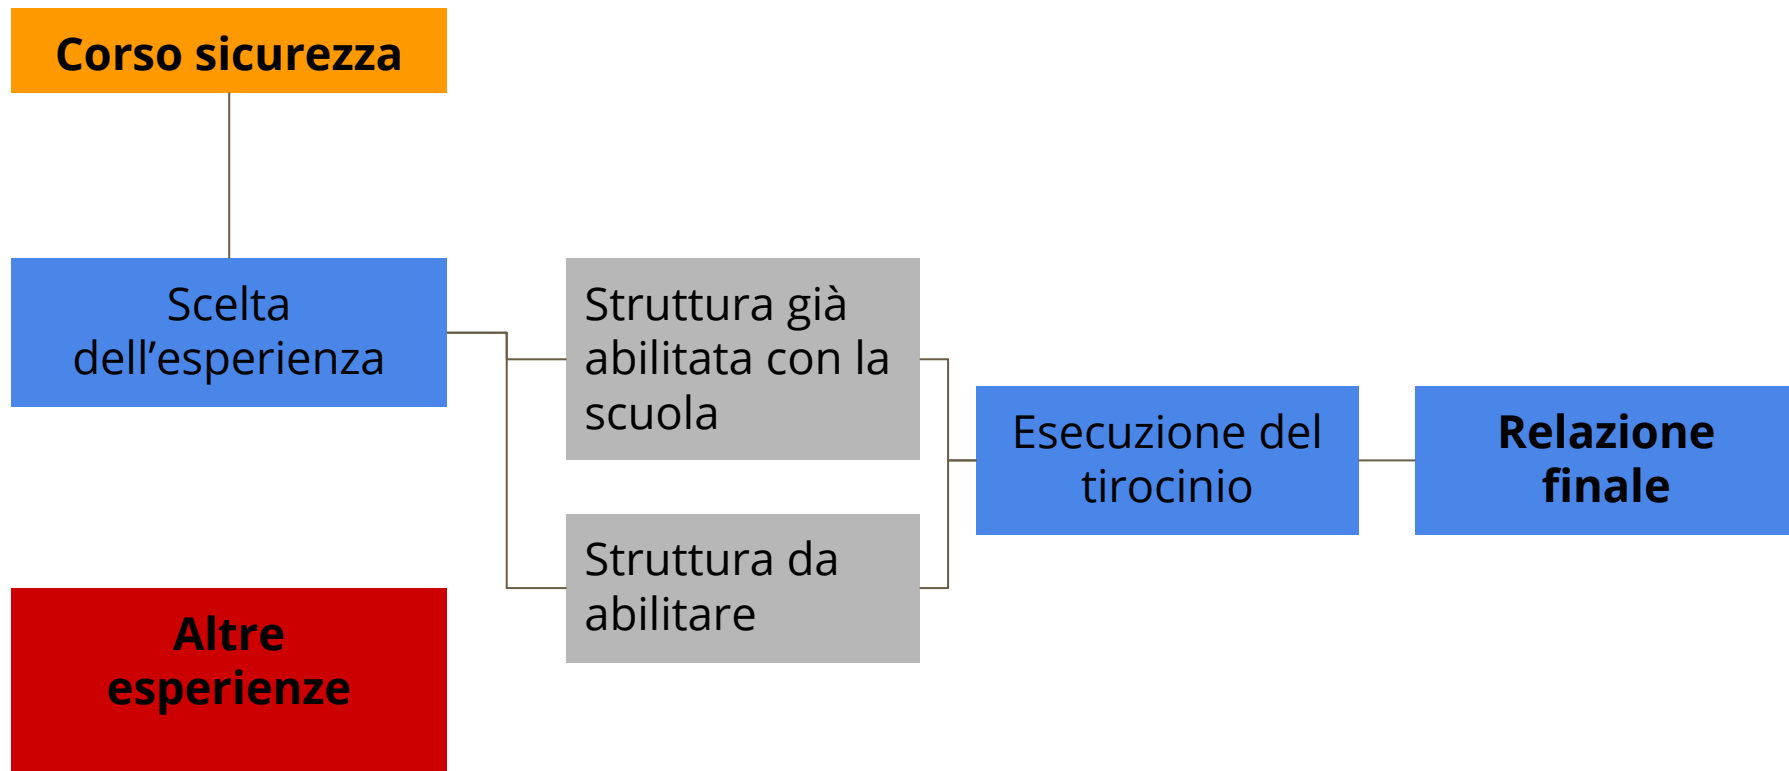 Corso sicurezza
Scelta
dell’esperienza
Struttura già
abilitata con la
scuola
Struttura da
abilitare
Esecuzione del
tirocinio
Relazione
finale
Altre
esperienze